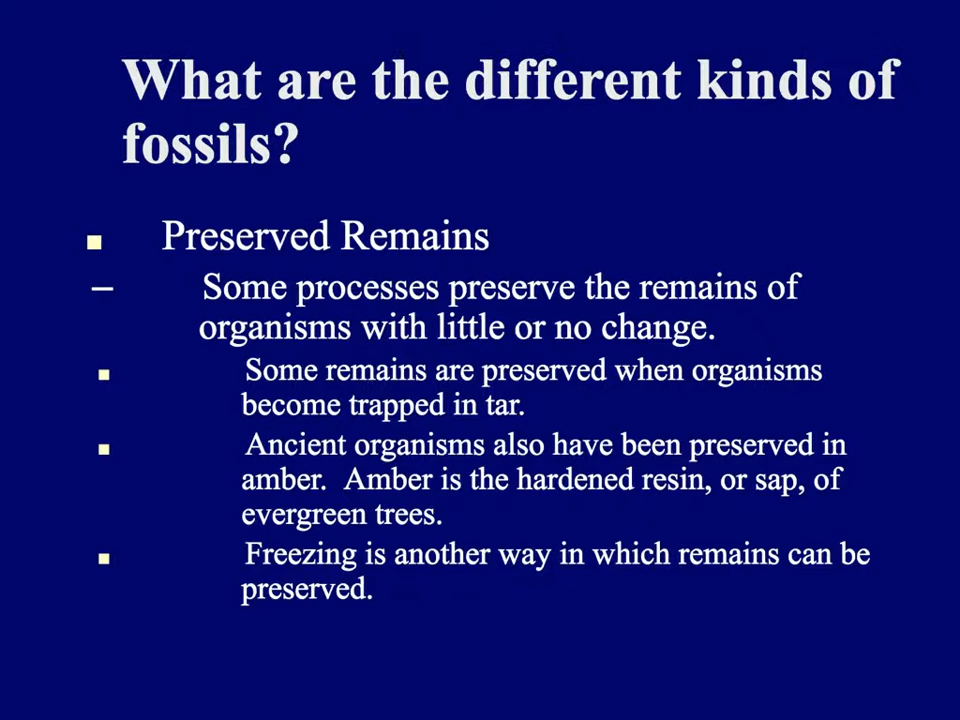 What are the different kinds of
fossils?
Preserved Remains
– Some processes preserve the remains of
organisms with little or no change.
Some remains are preserved when organisms
become trapped in tar.
Ancient organisms also have been preserved in
amber.  Amber is the hardened resin, or sap, of
evergreen trees.
Freezing is another way in which remains can be
preserved.